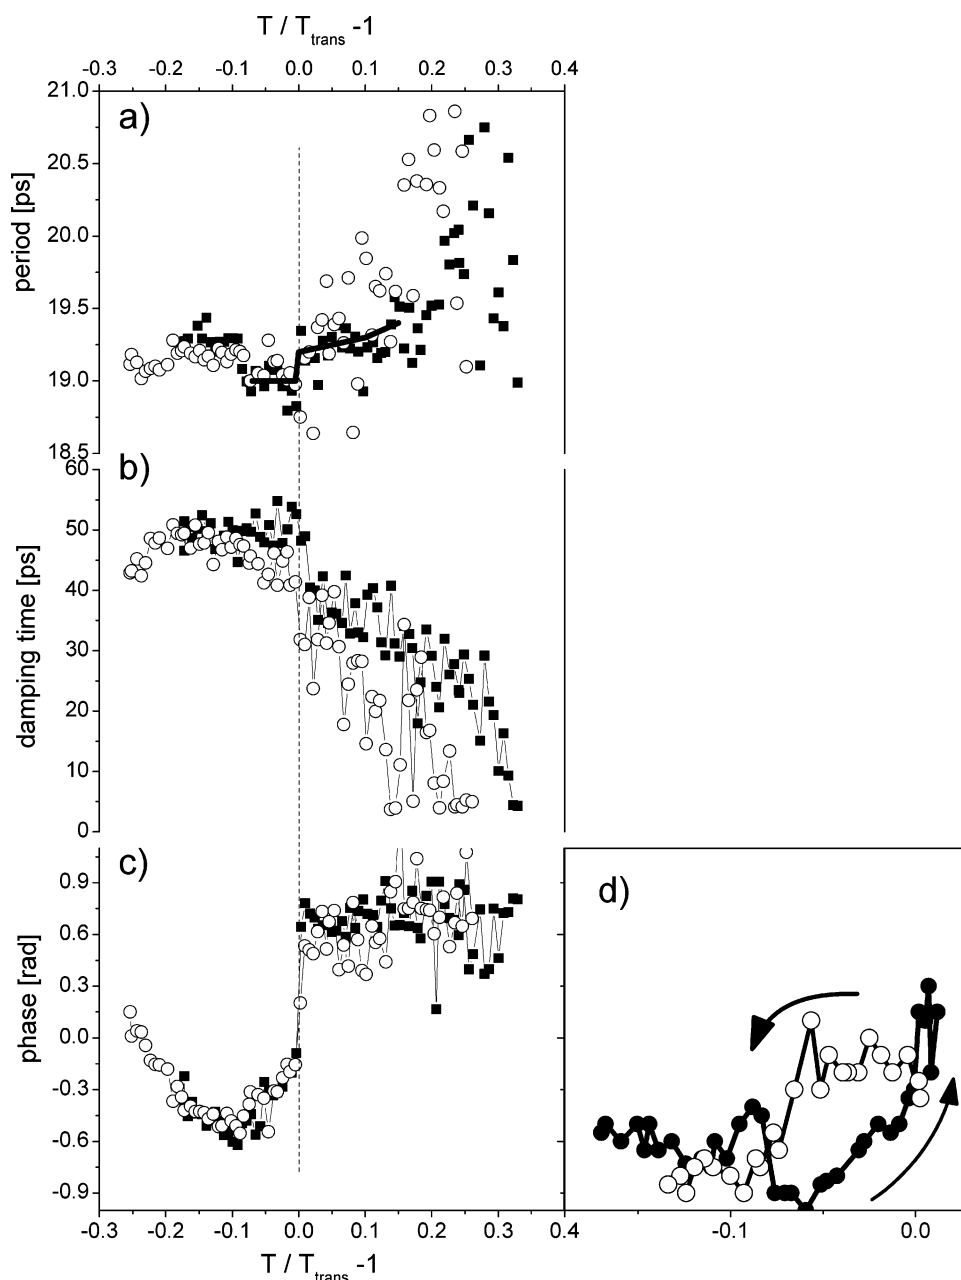 T / Ttrans -1
-0.3 -0.2 -0.1 0.0 0.1 0.2 0.3 0.4
a)
21.0
20.5
20.0
19.5
19.0
18.5
period [ps]
b)
60
50
40
30
20
10
0
damping time [ps]
c)
0.9
0.6
0.3
0.0
-0.3
-0.6
-0.9
phase [rad]
d)
-0.3 -0.2 -0.1 0.0 0.1 0.2 0.3 0.4 -0.1 0.0
T / Ttrans -1